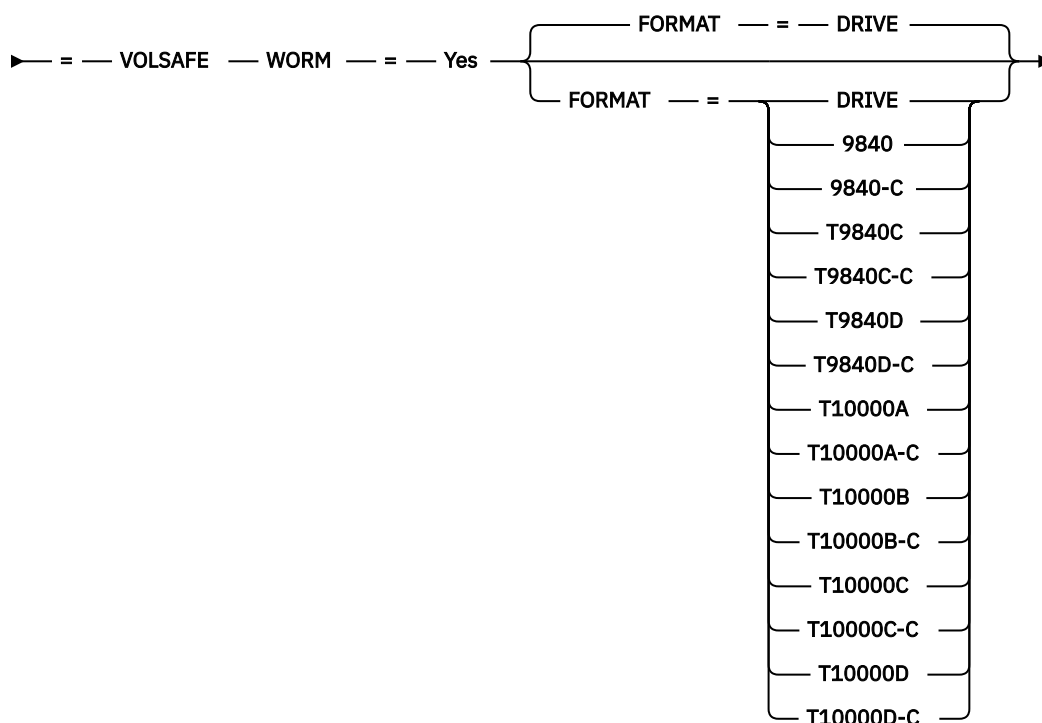 FORMAT = DRIVE
= VOLSAFE WORM = Yes
FORMAT = DRIVE
9840
9840-C
T9840C
T9840C-C
T9840D
T9840D-C
T10000A
T10000A-C
T10000B
T10000B-C
T10000C
T10000C-C
T10000D
T10000D-C